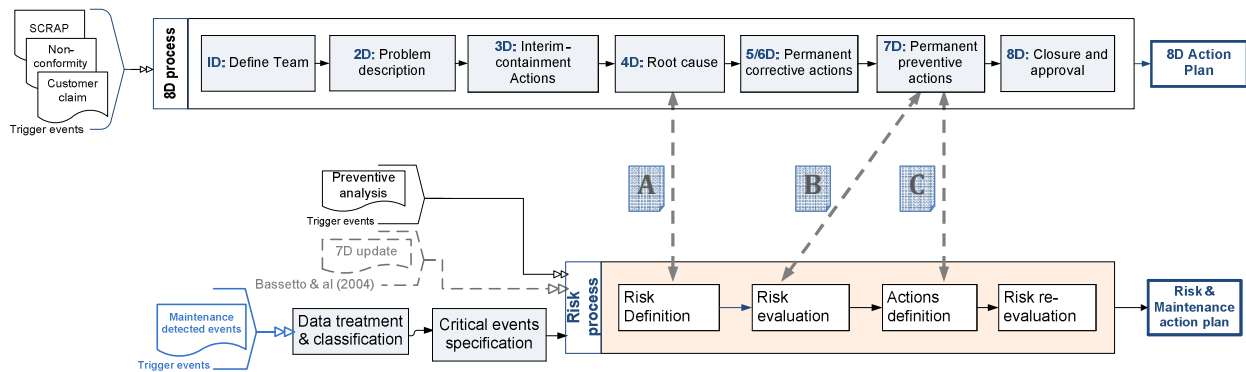 SCRAP
Non-
conformity
Customer
claim
Trigger events
8D process
ID: Define Team
2D: Problem
description
3D: Interim-
containment
Actions
4D: Root cause
5/6D: Permanent
corrective actions
7D: Permanent
preventive
actions
8D: Closure and
approval
8D Action
Plan
A
B
C
Preventive
analysis
Trigger events
7D update
Bassetto & al (2004)
Maintenance
detected events
Trigger events
Data treatment
& classification
Critical events
specification
Risk
process
Risk
Definition
Risk
evaluation
Actions
definition
Risk re-
evaluation
Risk &
Maintenance
action plan